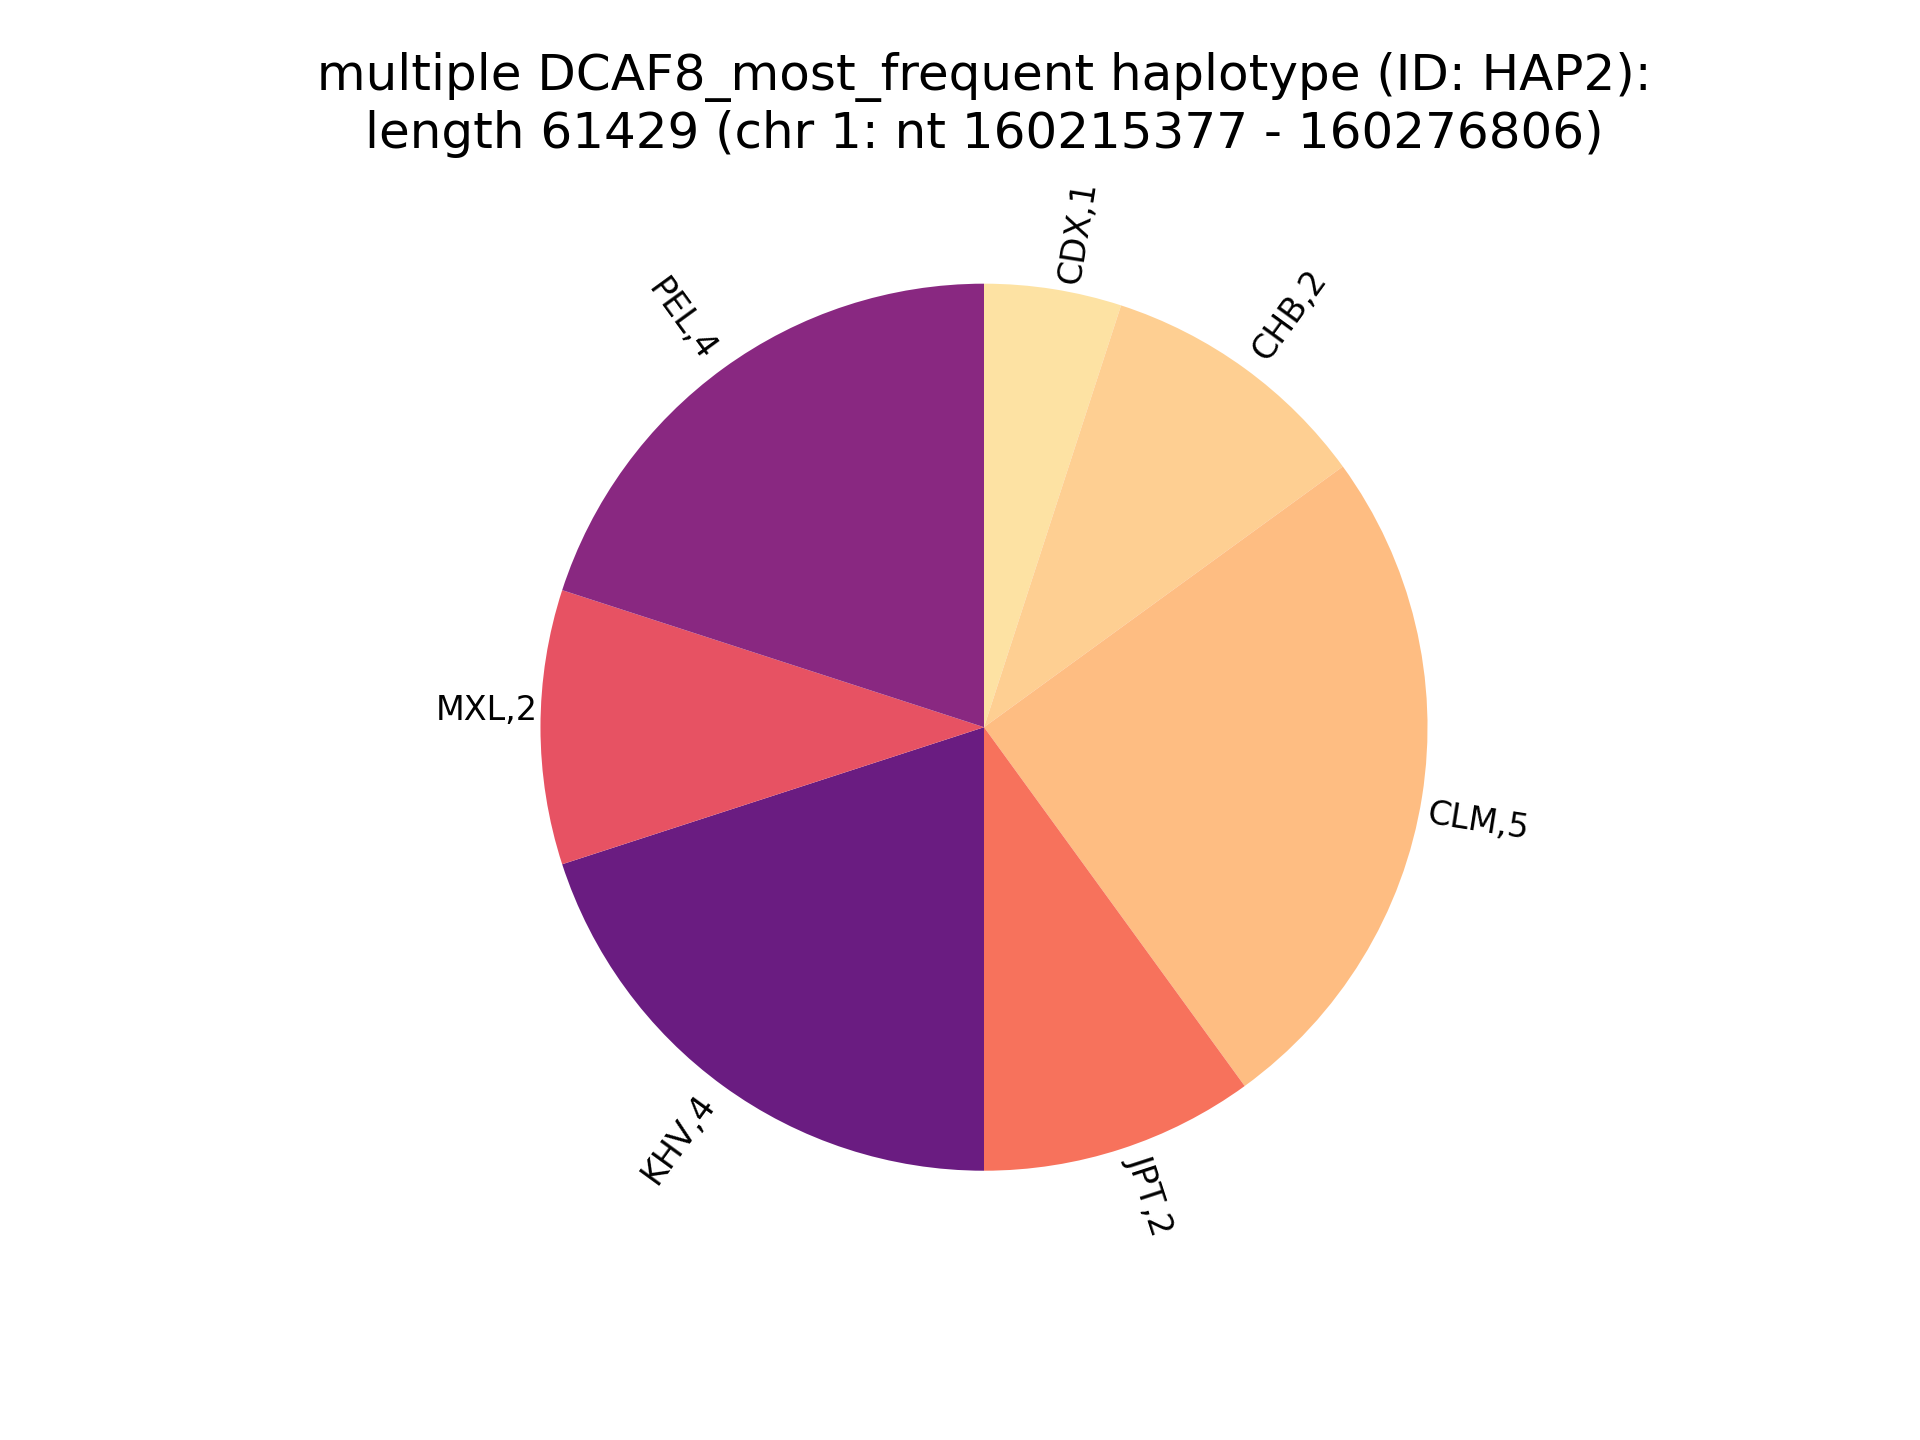 multiple DCAF8_most_frequent haplotype (ID: HAP2):
length 61429 (chr 1: nt 160215377 - 160276806)
CDX,1
CHB,2
PEL,4
MXL,2
CLM,5
KHV,4
JPT,2